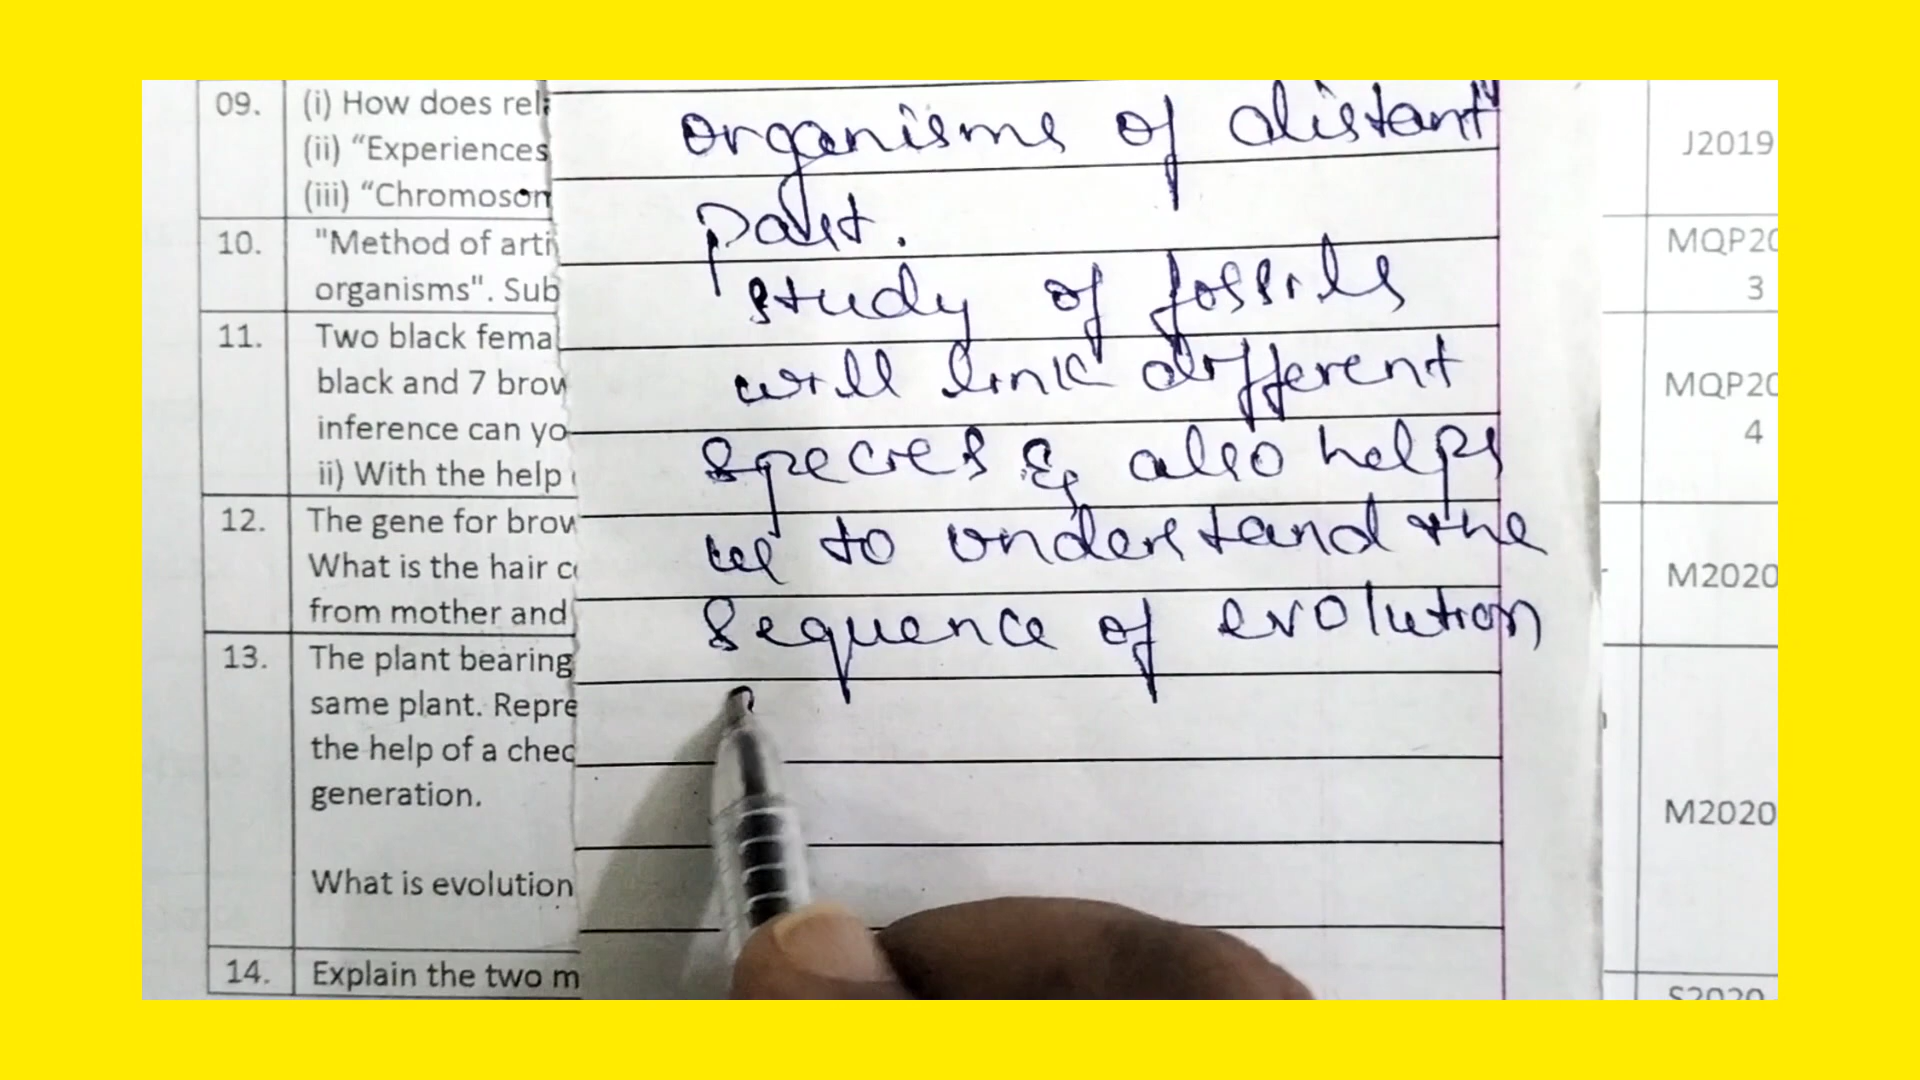 09.
(i) How does rel
(ii) “Experiences
(iii) “Chromosom
10.
"Method of arti
organisms". Sub
11.
Two black fema
black and 7 brow
inference can yo
ii) With the help
12.
The gene for brow
What is the hair c
from mother and
13.
The plant bearing
same plant. Repre
the help of a chec
generation.
What is evolution
14.
Explain the two m
organisms of distant
past.
study of fossils
will link different
species & also helps
us to understand the
sequence of evolution
J2019
MQP20
3
MQP20
4
M2020
M2020
S2020